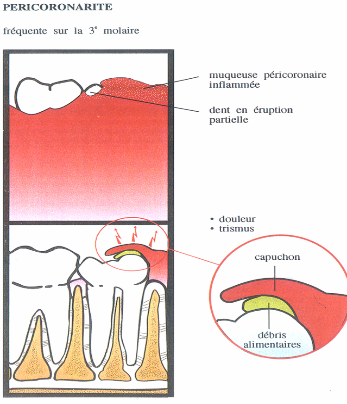 PERICORONARITE
fréquente sur la 3e molaire
muqueuse péricoronaire
inflammée
dent en éruption
partielle
• douleur
• trismus
capuchon
débris
alimentaires